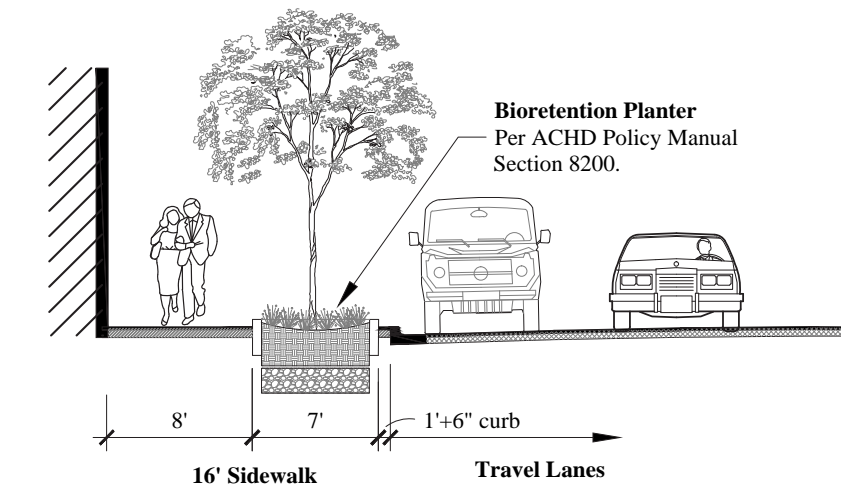 Bioretention Planter
Per ACHD Policy Manual
Section 8200.
8'
7'
1'+6" curb
16' Sidewalk
Travel Lanes